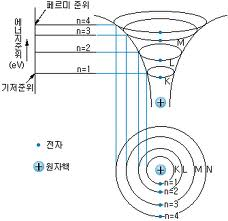 페르미 준위
에너지준위
(eV)
n=4
n=3
n=2
n=1
기저준위
M
L
K
전자
원자핵
K L M N
n=1
n=2
n=3
n=4